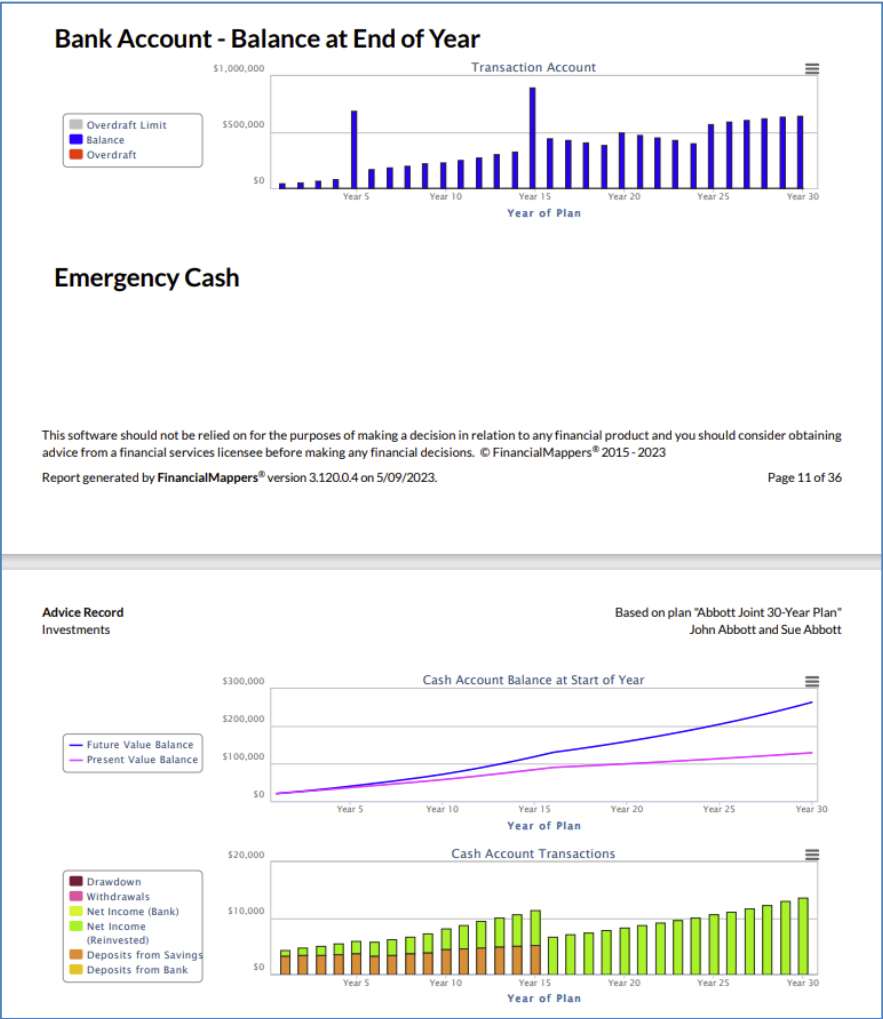 Bank Account - Balance at End of Year
Transaction Account
$1,000,000
$500,000
$0
Overdraft Limit
Balance
Overdraft
Year 5
Year 10
Year 15
Year 20
Year 25
Year 30
Year of Plan
Emergency Cash
This software should not be relied on for the purposes of making a decision in relation to any financial product and you should consider obtaining
advice from a financial services licensee before making any financial decisions. © FinancialMappers® 2015 - 2023
Report generated by FinancialMappers® version 3.120.0.4 on 5/09/2023.
Page 11 of 36
Advice Record
Based on plan "Abbott Joint 30-Year Plan"
Investments
John Abbott and Sue Abbott
Cash Account Balance at Start of Year
$300,000
$200,000
$100,000
$0
Future Value Balance
Present Value Balance
Year 5
Year 10
Year 15
Year 20
Year 25
Year 30
Year of Plan
Cash Account Transactions
$20,000
$10,000
$0
Drawdown
Withdrawals
Net Income (Bank)
Net Income
(Reinvested)
Deposits from Savings
Deposits from Bank
Year 5
Year 10
Year 15
Year 20
Year 25
Year 30
Year of Plan